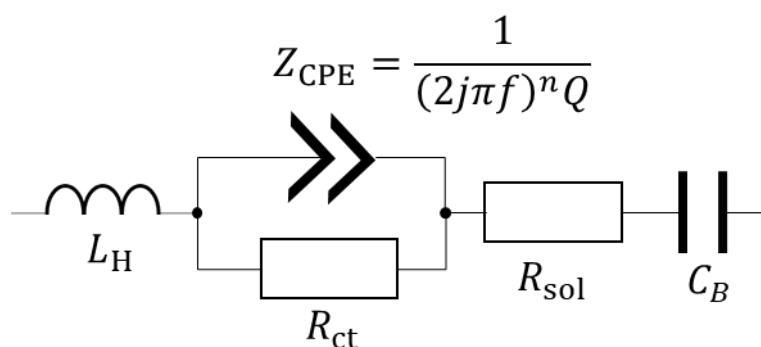 Z_CPE = 1/((2jπf)^n Q)
L_H
R_ct
R_sol
C_B